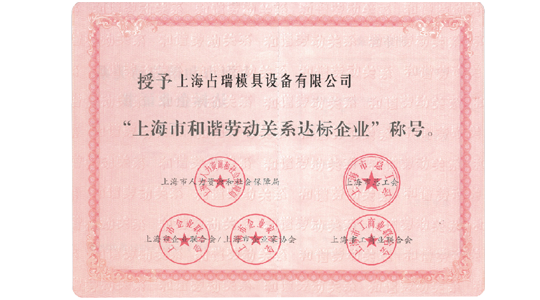 授予 上海占瑞模具设备有限公司
“上海市和谐劳动关系达标企业”称号。
上海市人力资源和社会保障局 上海市总工会
上海市企业联合会/上海市企业家协会 上海市工商业联合会